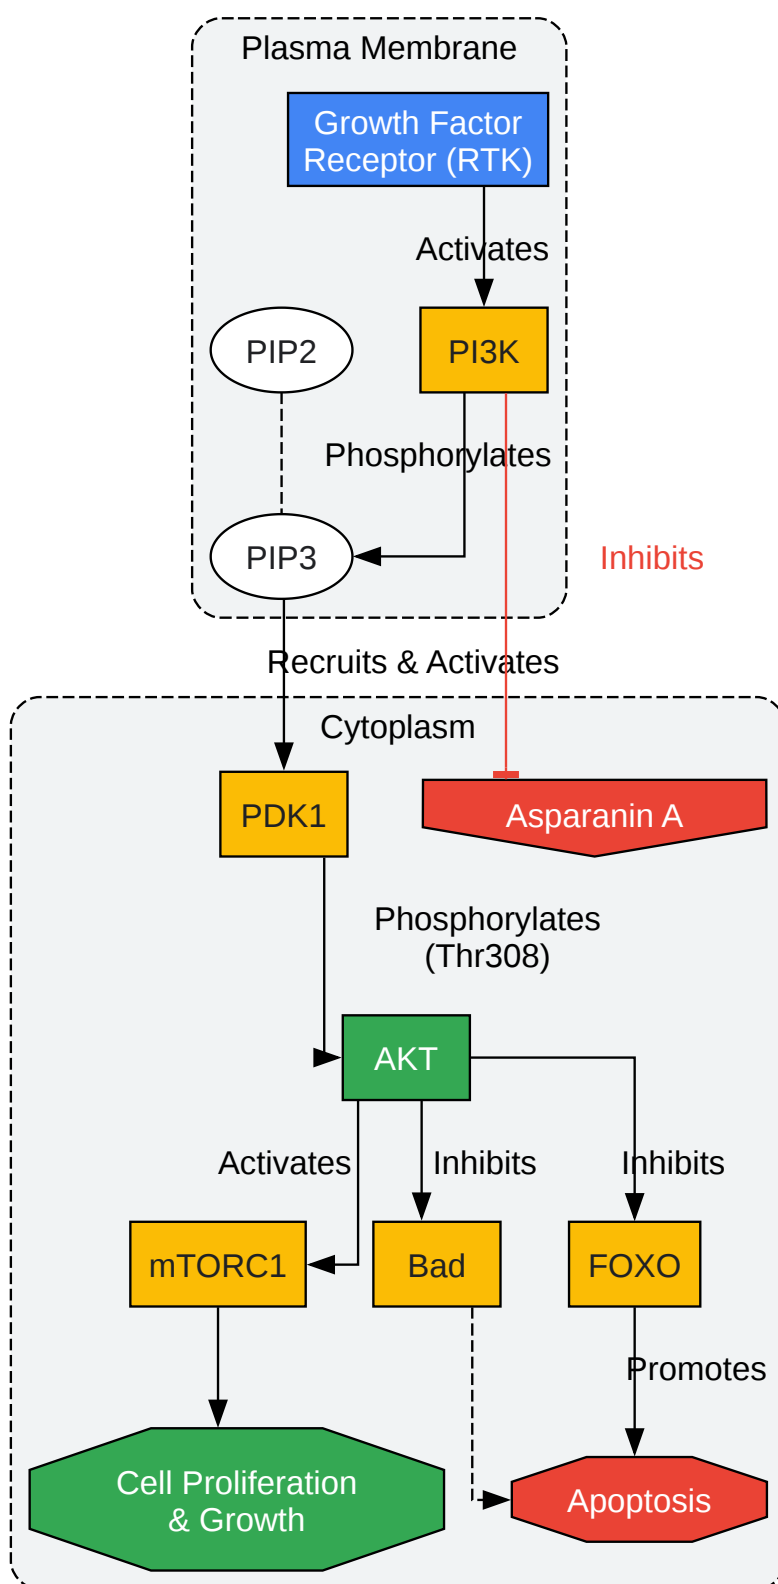 Plasma Membrane
Growth Factor
Receptor (RTK)
Activates
PIP2
PI3K
Phosphorylates
PIP3
Inhibits
Recruits & Activates
Cytoplasm
PDK1
Asparanin A
Phosphorylates
(Thr308)
AKT
Activates
Inhibits
Inhibits
mTORC1
Bad
FOXO
Promotes
Cell Proliferation
& Growth
Apoptosis